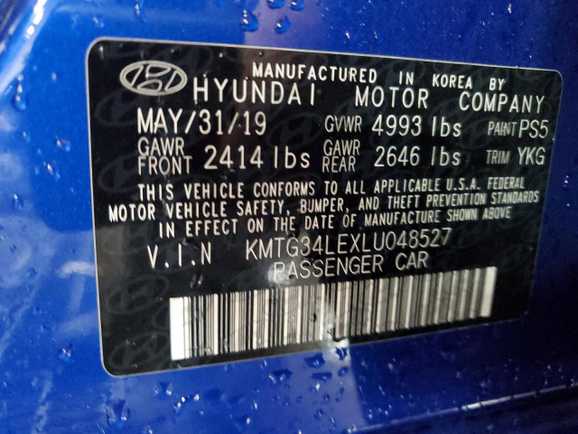 MANUFACTURED IN KOREA BY
HYUNDAI MOTOR COMPANY
MAY/31/19 GVWR 4993 lbs PAINT PS5
GAWR FRONT 2414 lbs GAWR REAR 2646 lbs TRIM YKG
THIS VEHICLE CONFORMS TO ALL APPLICABLE U.S.A. FEDERAL
MOTOR VEHICLE SAFETY, BUMPER, AND THEFT PREVENTION STANDARDS
IN EFFECT ON THE DATE OF MANUFACTURE SHOWN ABOVE
V.I.N KMTG34LEXLU048527
PASSENGER CAR